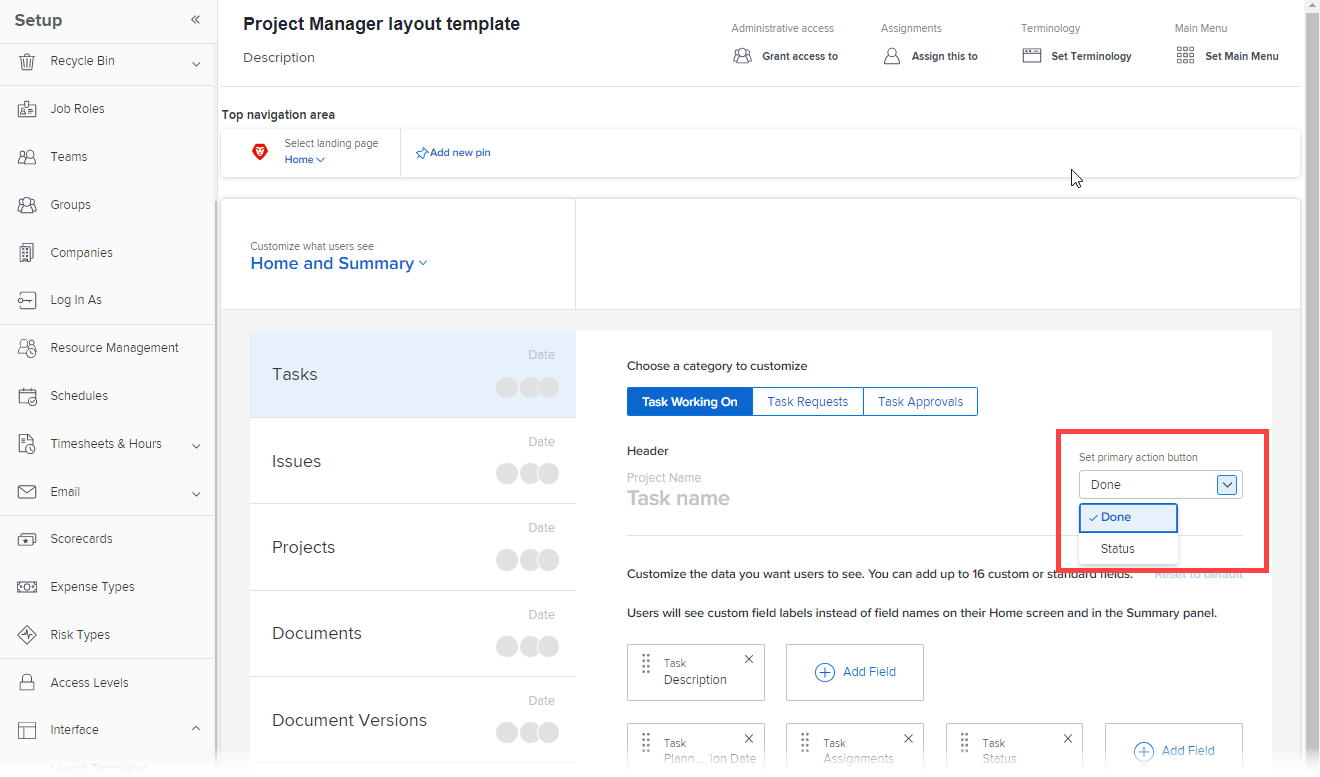 Setup
Recycle Bin
Job Roles
Teams
Groups
Companies
Log In As
Resource Management
Schedules
Timesheets & Hours
Email
Scorecards
Expense Types
Risk Types
Access Levels
Interface
Layout Templates
Project Manager layout template
Description
Administrative access
Grant access to
Assignments
Assign this to
Terminology
Set Terminology
Main Menu
Set Main Menu
Top navigation area
Select landing page
Home
Add new pin
Customize what users see
Home and Summary
Tasks
Date
Issues
Date
Projects
Date
Documents
Date
Document Versions
Date
Choose a category to customize
Task Working On
Task Requests
Task Approvals
Header
Project Name
Task name
Set primary action button
Done
Done
Status
Customize the data you want users to see. You can add up to 16 custom or standard fields.
Reset to default
Users will see custom field labels instead of field names on their Home screen and in the Summary panel.
Task
Description
Add Field
Task
Plann... ion Date
Task
Assignments
Task
Status
Add Field